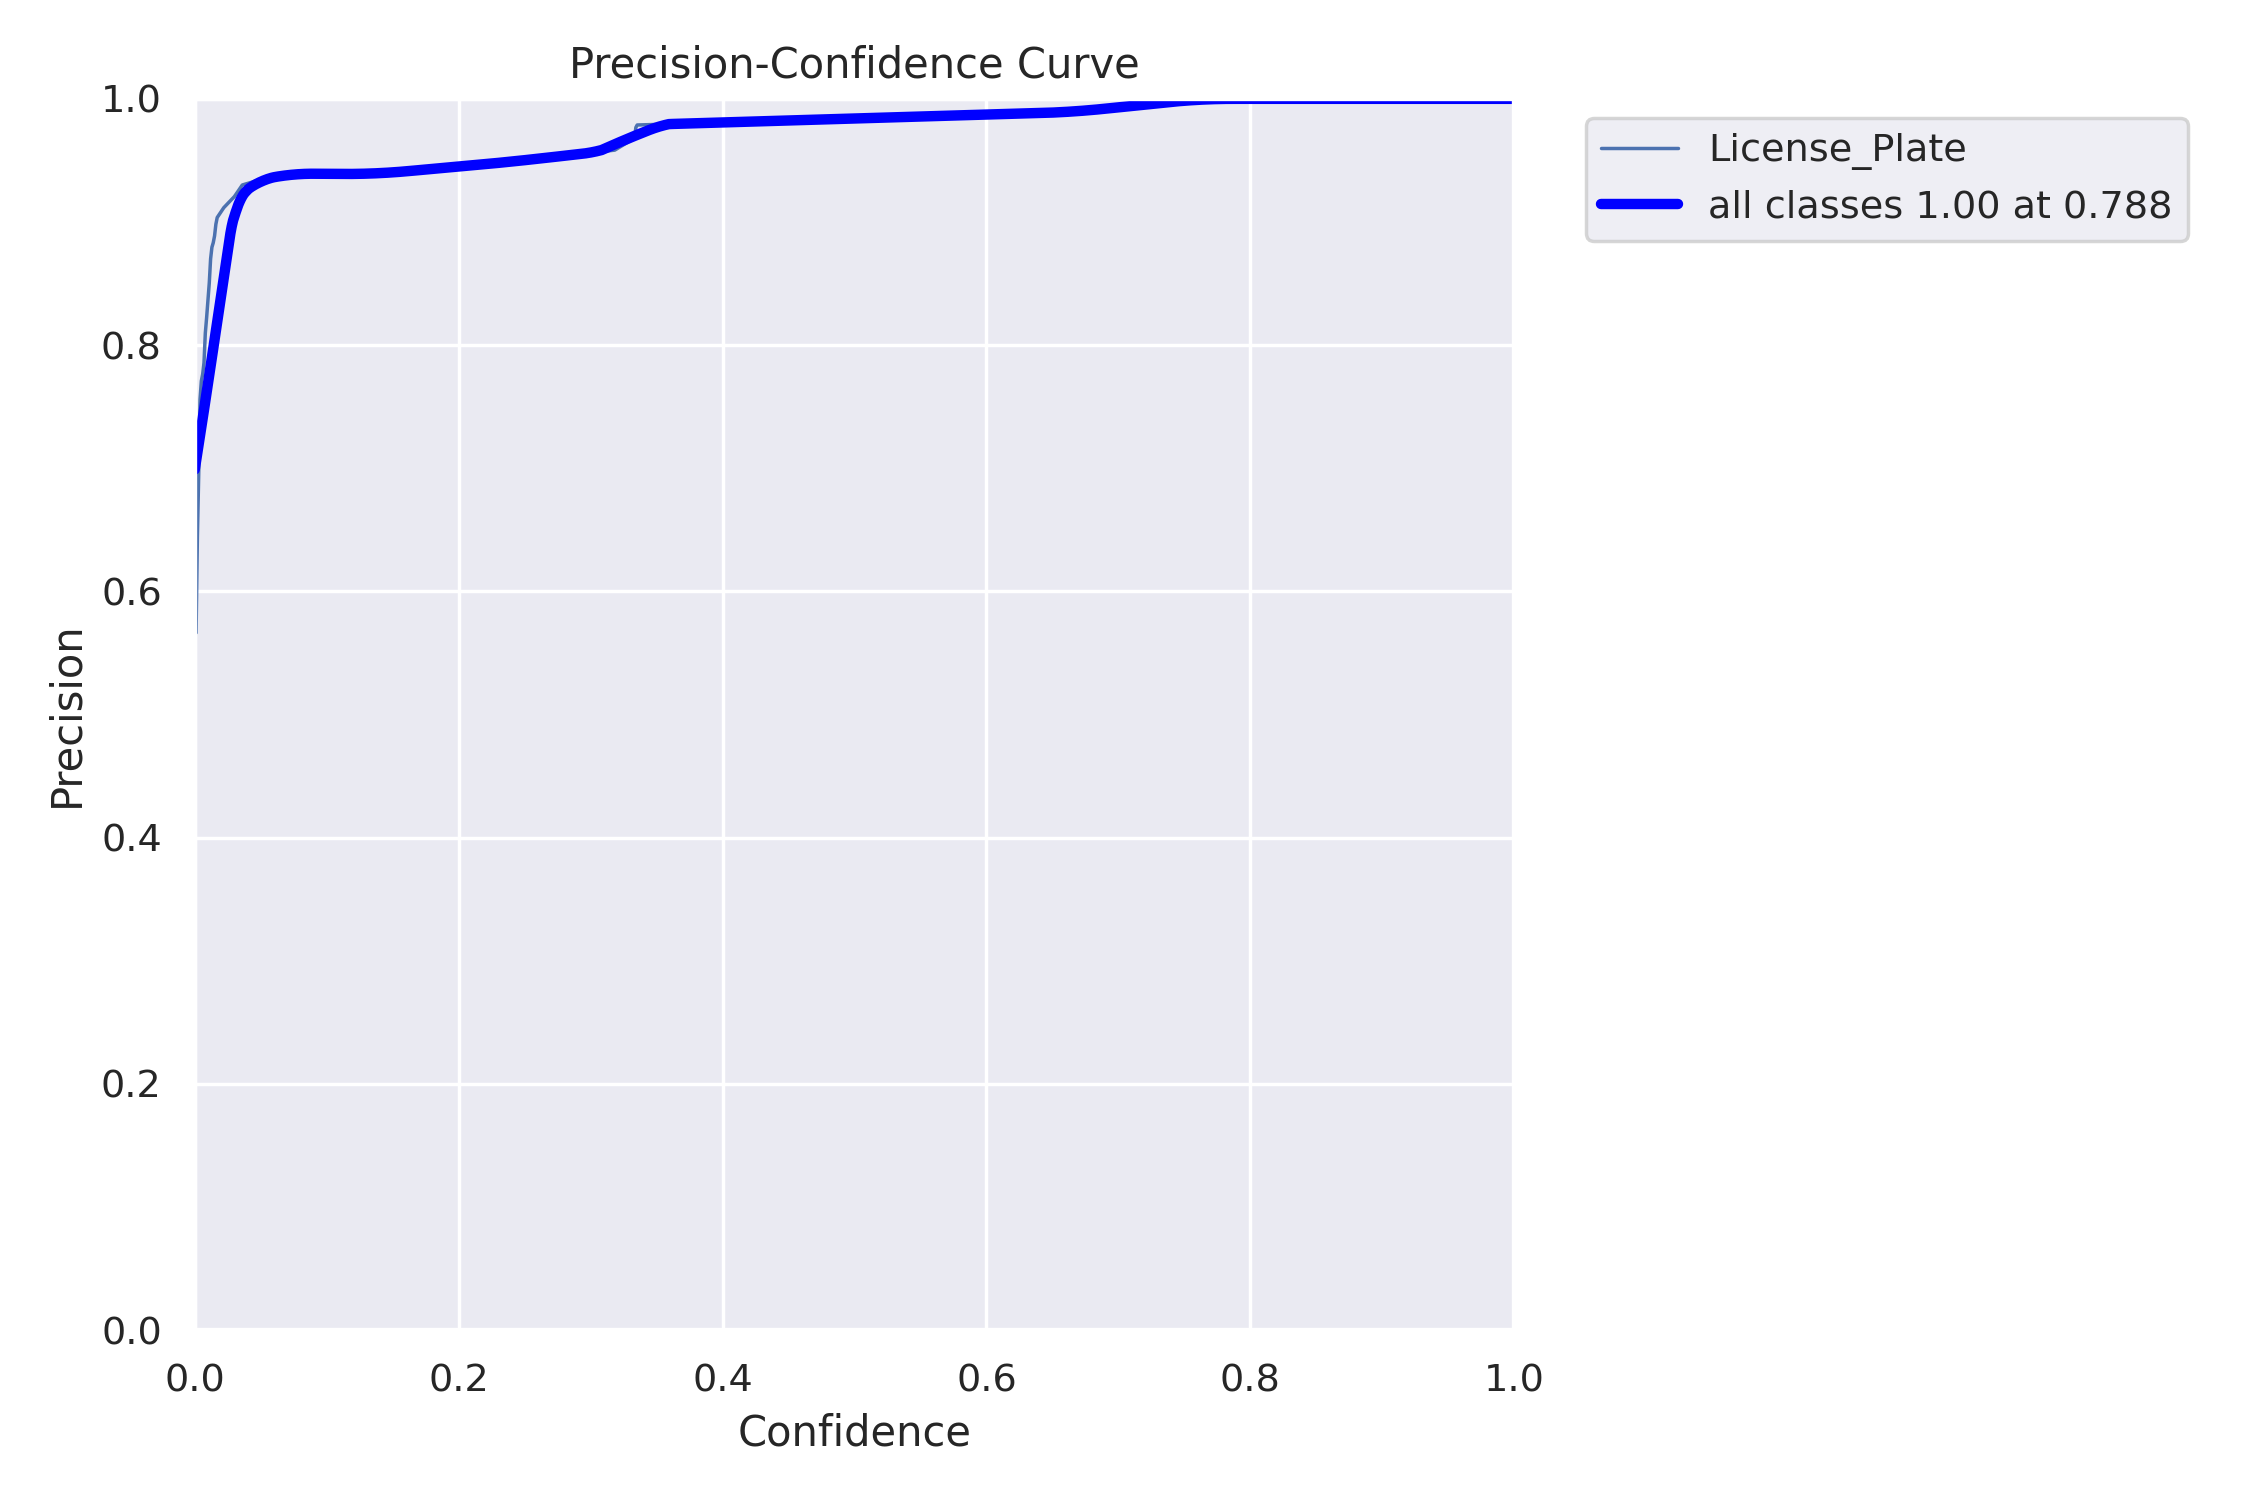 Precision-Confidence Curve
1.0
0.8
0.6
0.4
0.2
0.0
Precision
0.0 0.2 0.4 0.6 0.8 1.0
Confidence
License_Plate
all classes 1.00 at 0.788